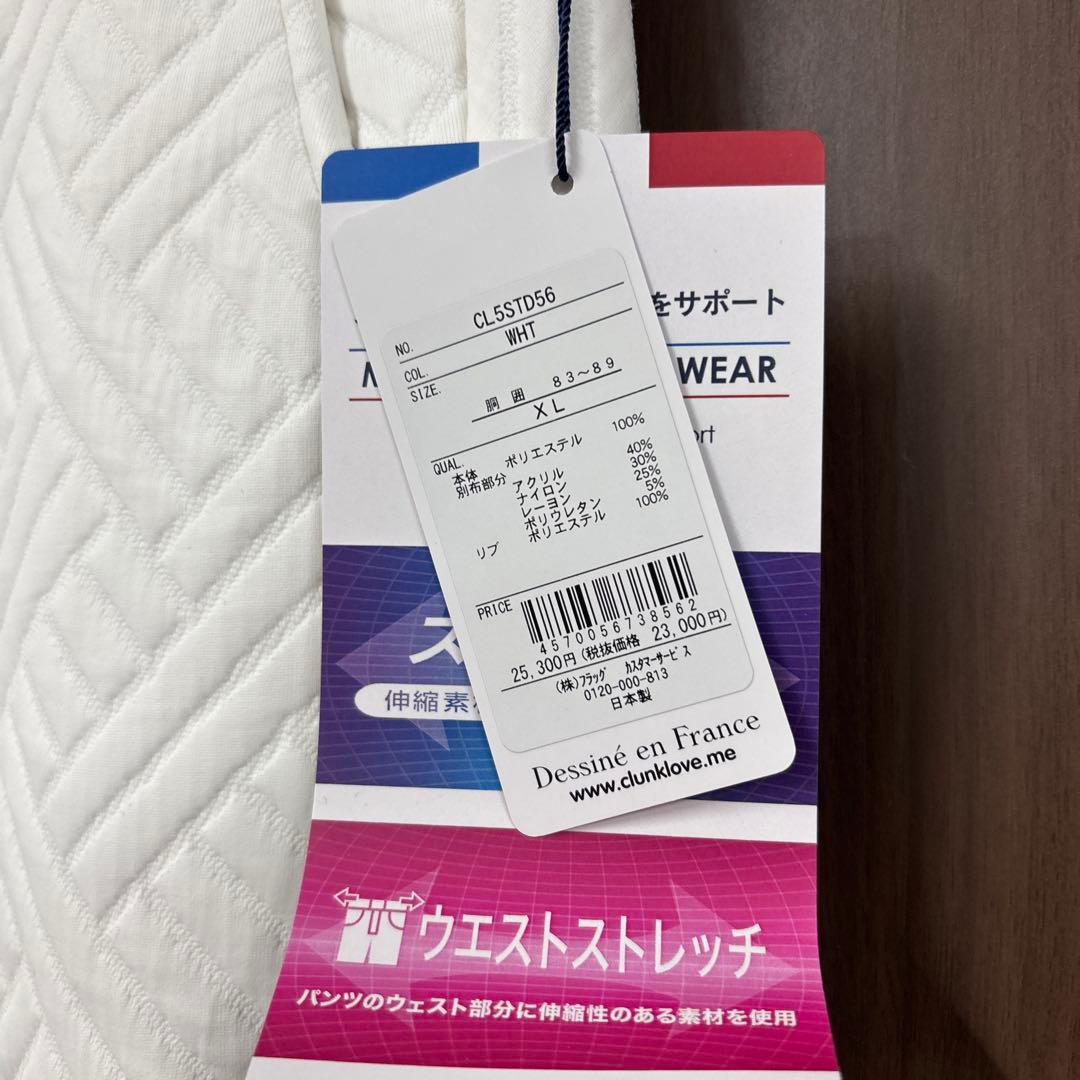 をサポート
WEAR
NO. CL5STD56
COL. WHT
SIZE. 胴囲 83~89
XL
QUAL.
本体 ポリエステル 100%
別布部分 アクリル 40%
ナイロン 30%
レーヨン 25%
ポリウレタン 5%
リブ ポリエステル 100%
PRICE
4570056738562
25,300円(税抜価格 23,000円)
(株)フラッグ カスタマーサービス
0120-000-813
日本製
Dessiné en France
www.clunklove.me
伸縮素
ウエストストレッチ
パンツのウェスト部分に伸縮性のある素材を使用